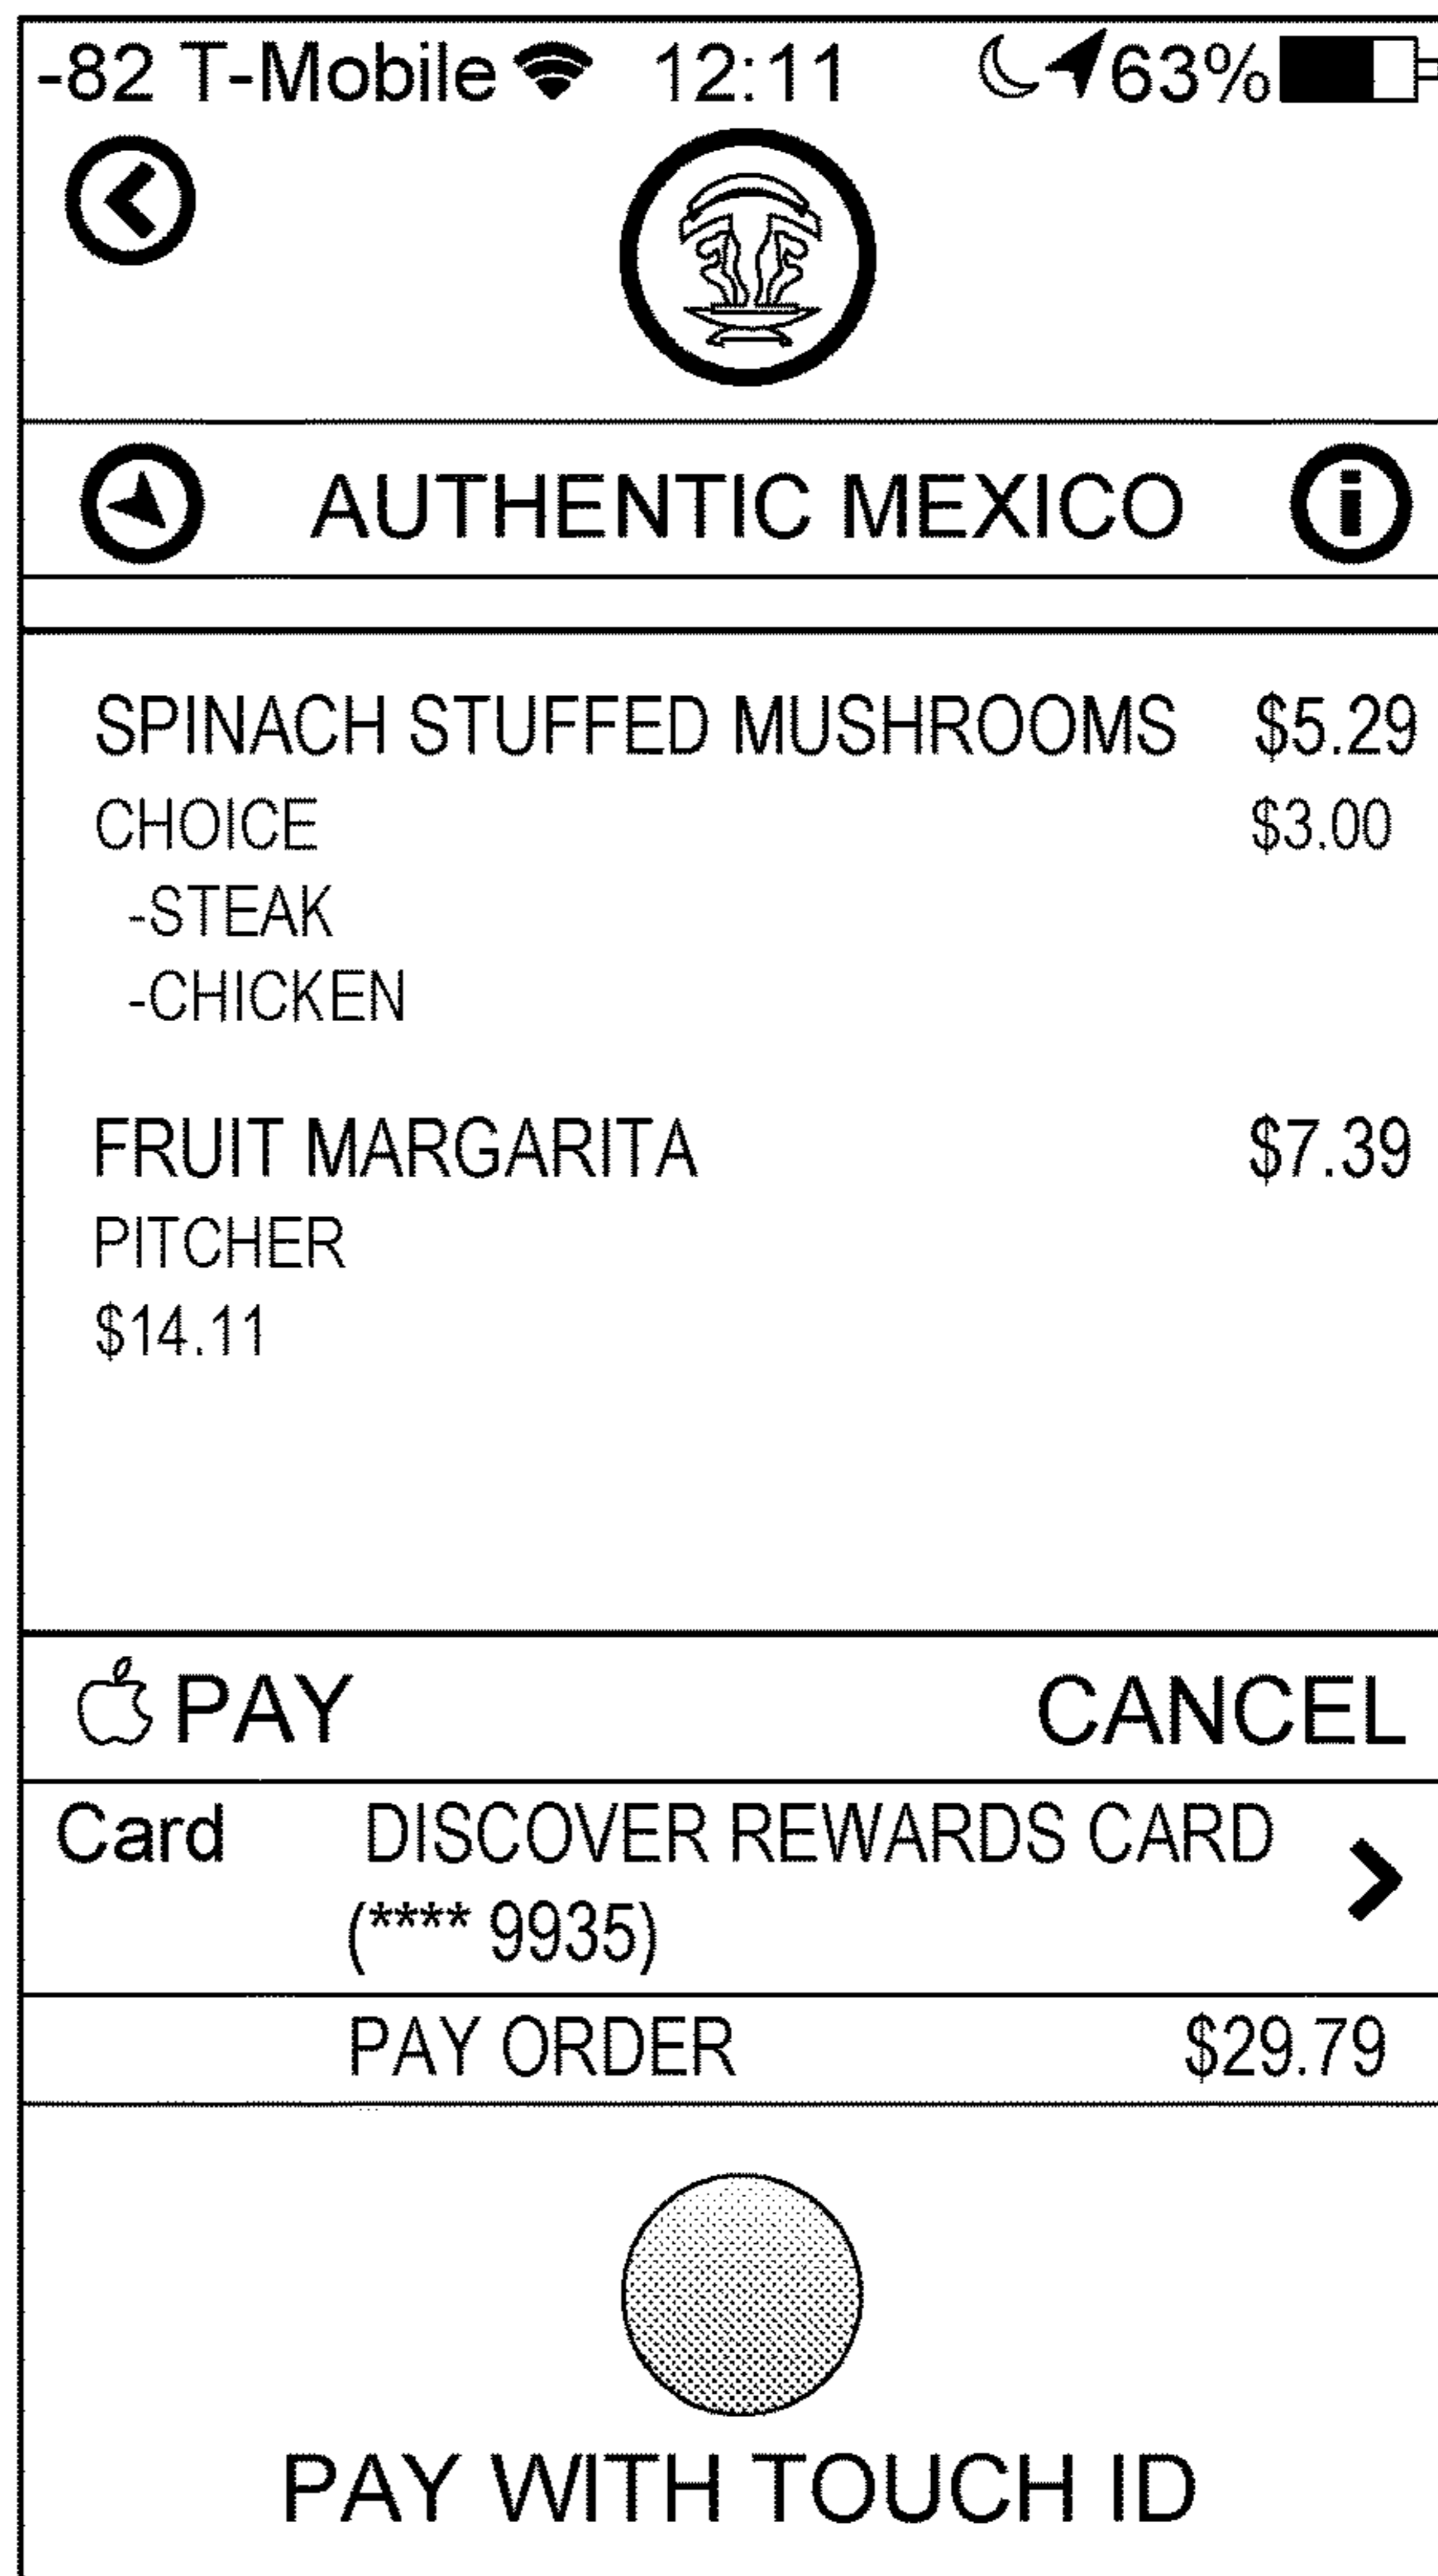 -82 T-Mobile 12:11 63%
AUTHENTIC MEXICO i
SPINACH STUFFED MUSHROOMS $5.29
CHOICE $3.00
-STEAK
-CHICKEN
FRUIT MARGARITA $7.39
PITCHER
$14.11
PAY CANCEL
Card DISCOVER REWARDS CARD
(**** 9935)
PAY ORDER $29.79
PAY WITH TOUCH ID